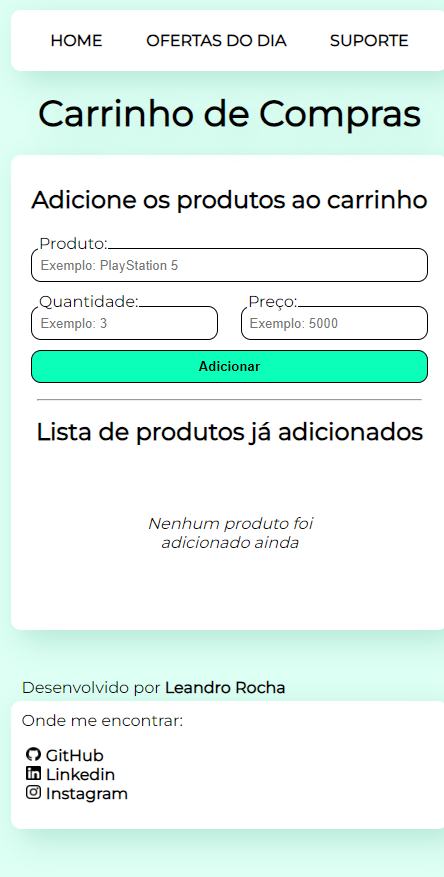 HOME OFERTAS DO DIA SUPORTE
Carrinho de Compras
Adicione os produtos ao carrinho
Produto:
Exemplo: PlayStation 5
Quantidade: Preço:
Exemplo: 3 Exemplo: 5000
Adicionar
Lista de produtos já adicionados
Nenhum produto foi
adicionado ainda
Desenvolvido por Leandro Rocha
Onde me encontrar:
GitHub
Linkedin
Instagram